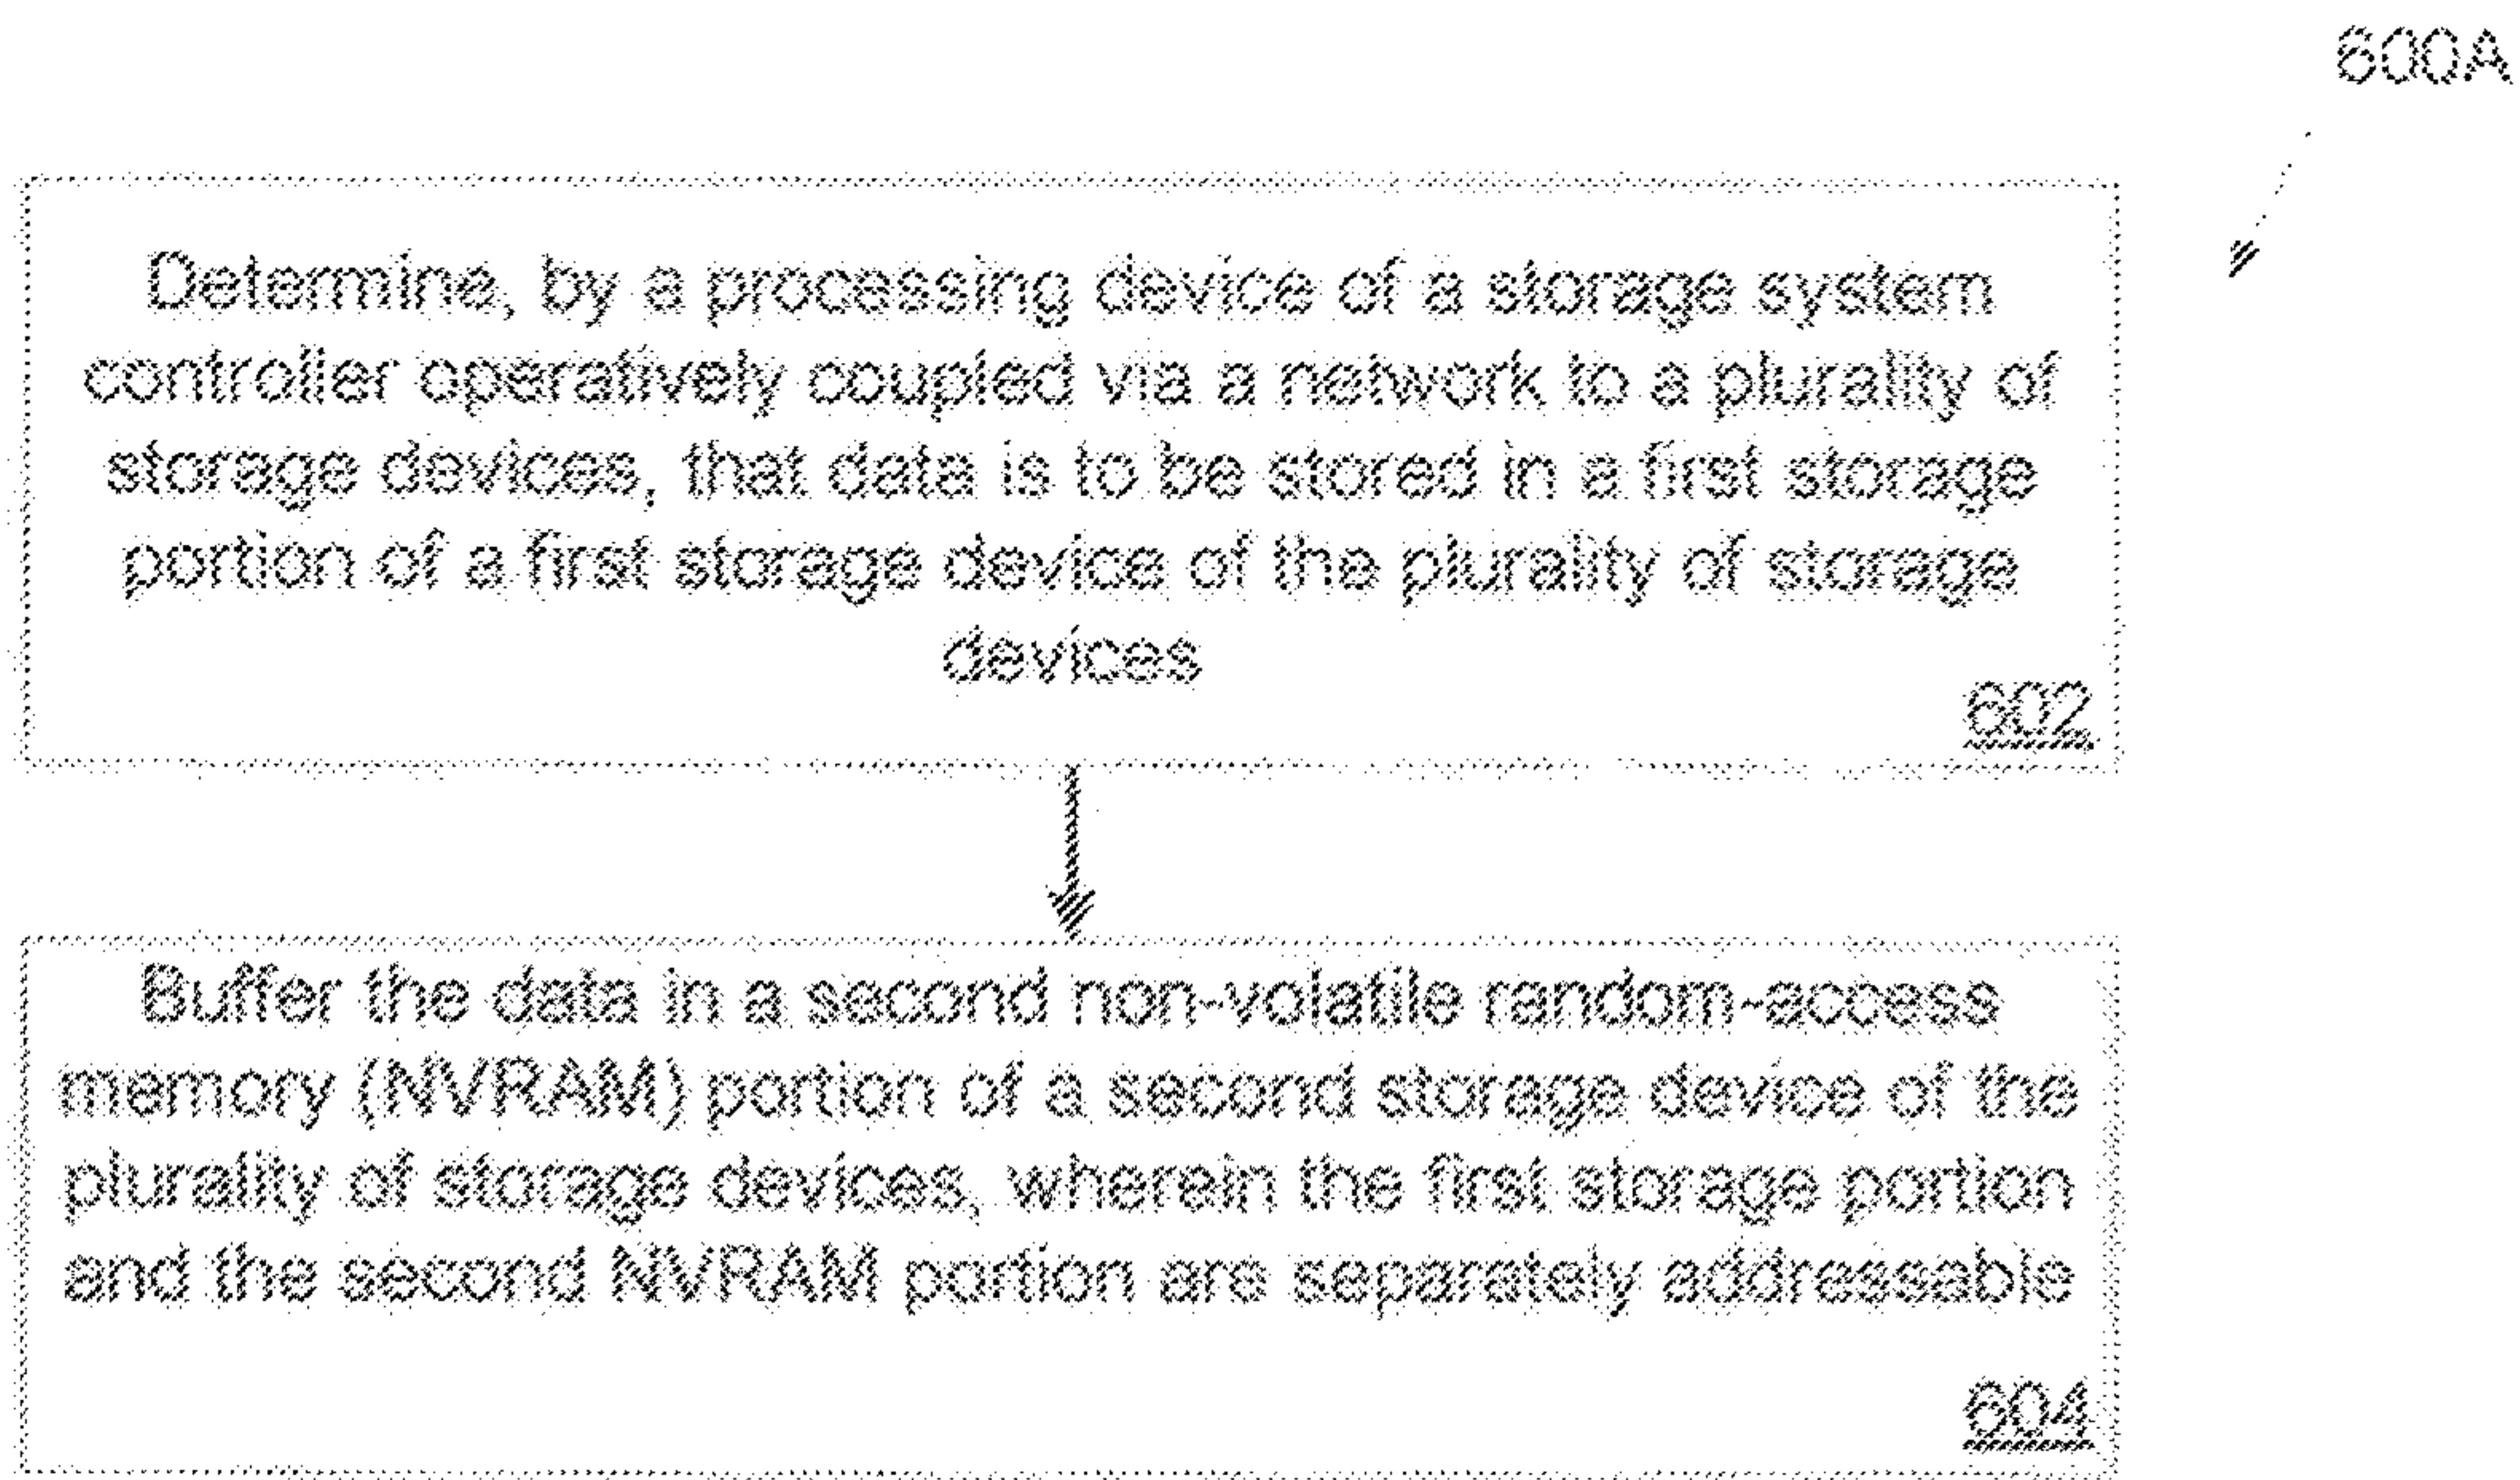 600A
Determine, by a processing device of a storage system
controller operatively coupled via a network to a plurality of
storage devices, that data is to be stored in a first storage
portion of a first storage device of the plurality of storage
devices
602
Buffer the data in a second non-volatile random-access
memory (NVRAM) portion of a second storage device of the
plurality of storage devices, wherein the first storage portion
and the second NVRAM portion are separately addressable
604